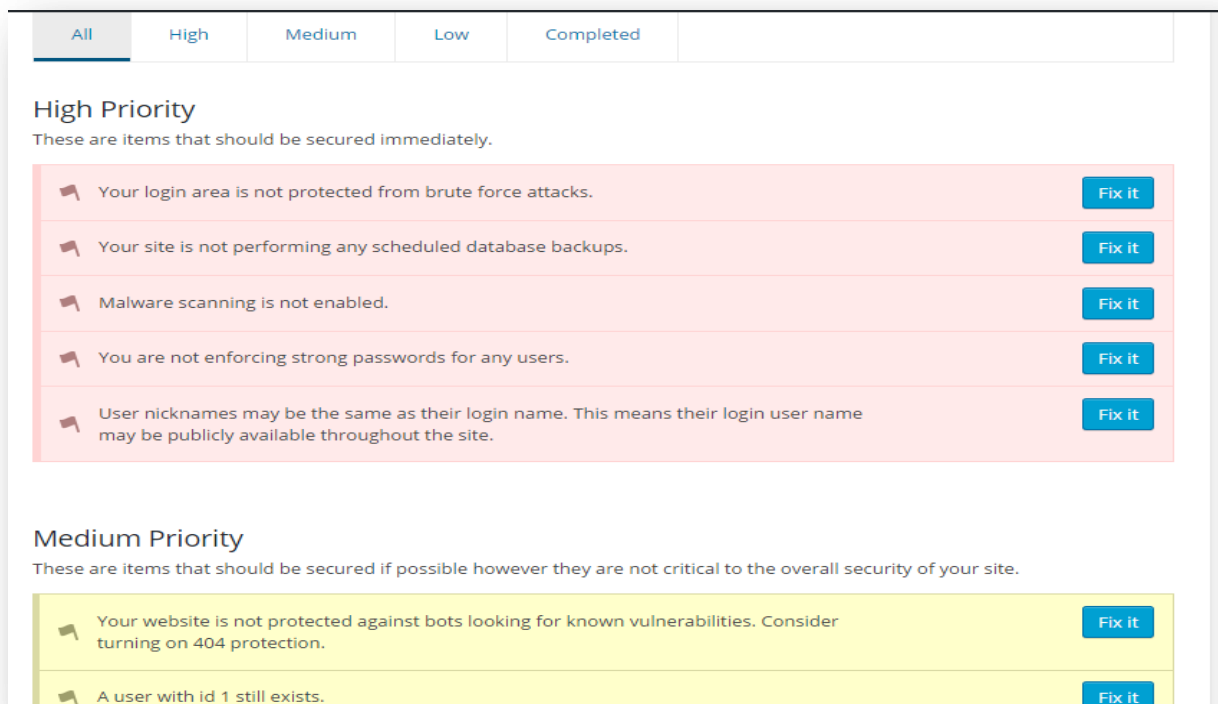 All High Medium Low Completed
High Priority
These are items that should be secured immediately.
Your login area is not protected from brute force attacks. Fix it
Your site is not performing any scheduled database backups. Fix it
Malware scanning is not enabled. Fix it
You are not enforcing strong passwords for any users. Fix it
User nicknames may be the same as their login name. This means their login user name Fix it
may be publicly available throughout the site.
Medium Priority
These are items that should be secured if possible however they are not critical to the overall security of your site.
Your website is not protected against bots looking for known vulnerabilities. Consider Fix it
turning on 404 protection.
A user with id 1 still exists. Fix it